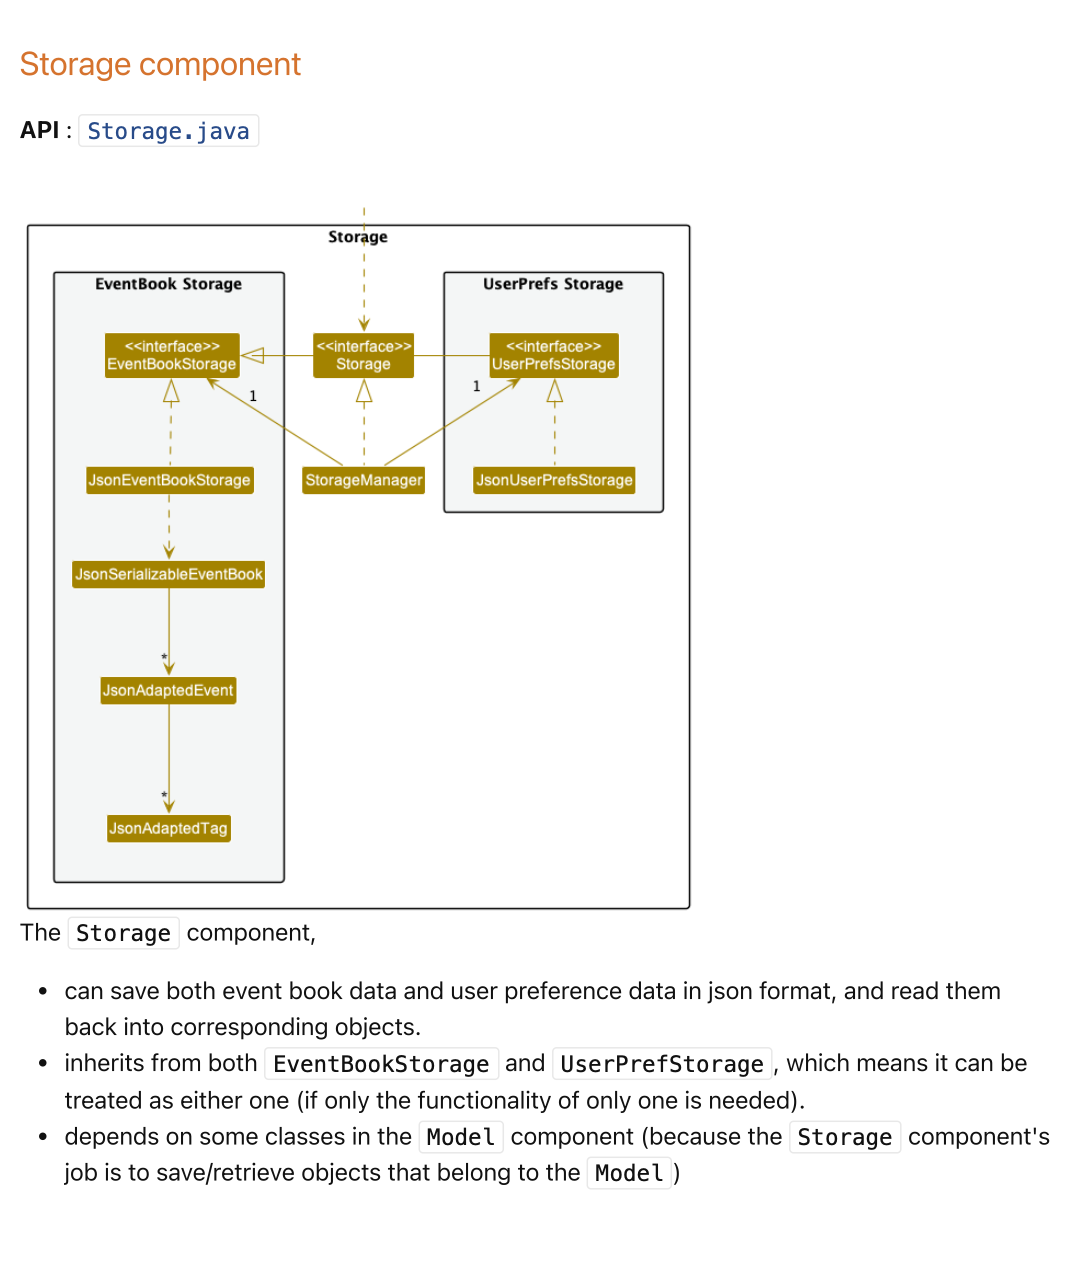 Storage component
API : Storage.java
Storage
EventBook Storage
UserPrefs Storage
<<interface>>
EventBookStorage
<<interface>>
Storage
<<interface>>
UserPrefsStorage
1
1
JsonEventBookStorage
StorageManager
JsonUserPrefsStorage
JsonSerializableEventBook
*
JsonAdaptedEvent
*
JsonAdaptedTag
The Storage component,
• can save both event book data and user preference data in json format, and read them
back into corresponding objects.
• inherits from both EventBookStorage and UserPrefStorage, which means it can be
treated as either one (if only the functionality of only one is needed).
• depends on some classes in the Model component (because the Storage component's
job is to save/retrieve objects that belong to the Model)